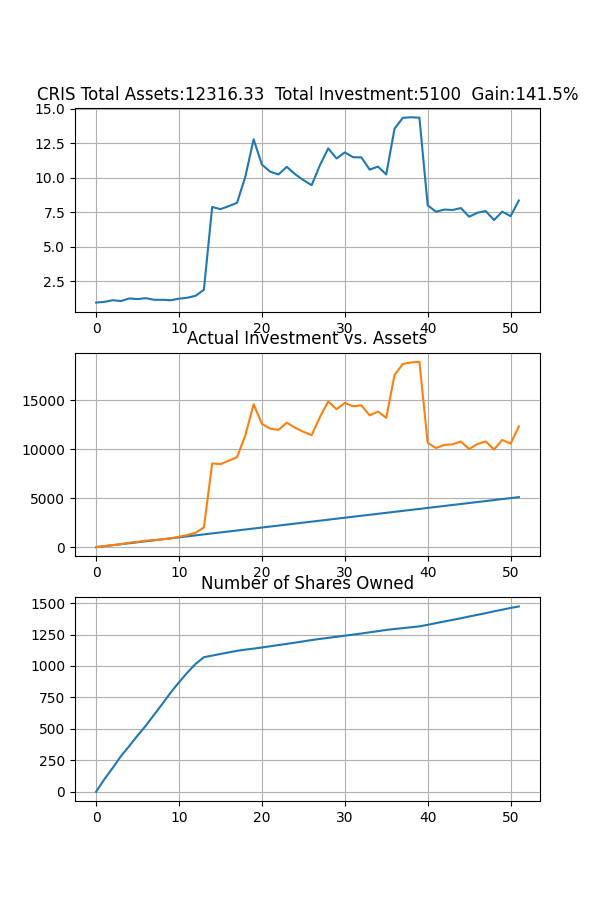 CRIS Total Assets:12316.33  Total Investment:5100  Gain:141.5%
15.0
12.5
10.0
7.5
5.0
2.5
0 10 20 30 40 50
Actual Investment vs. Assets
15000
10000
5000
0
0 10 20 30 40 50
Number of Shares Owned
1500
1250
1000
750
500
250
0
0 10 20 30 40 50